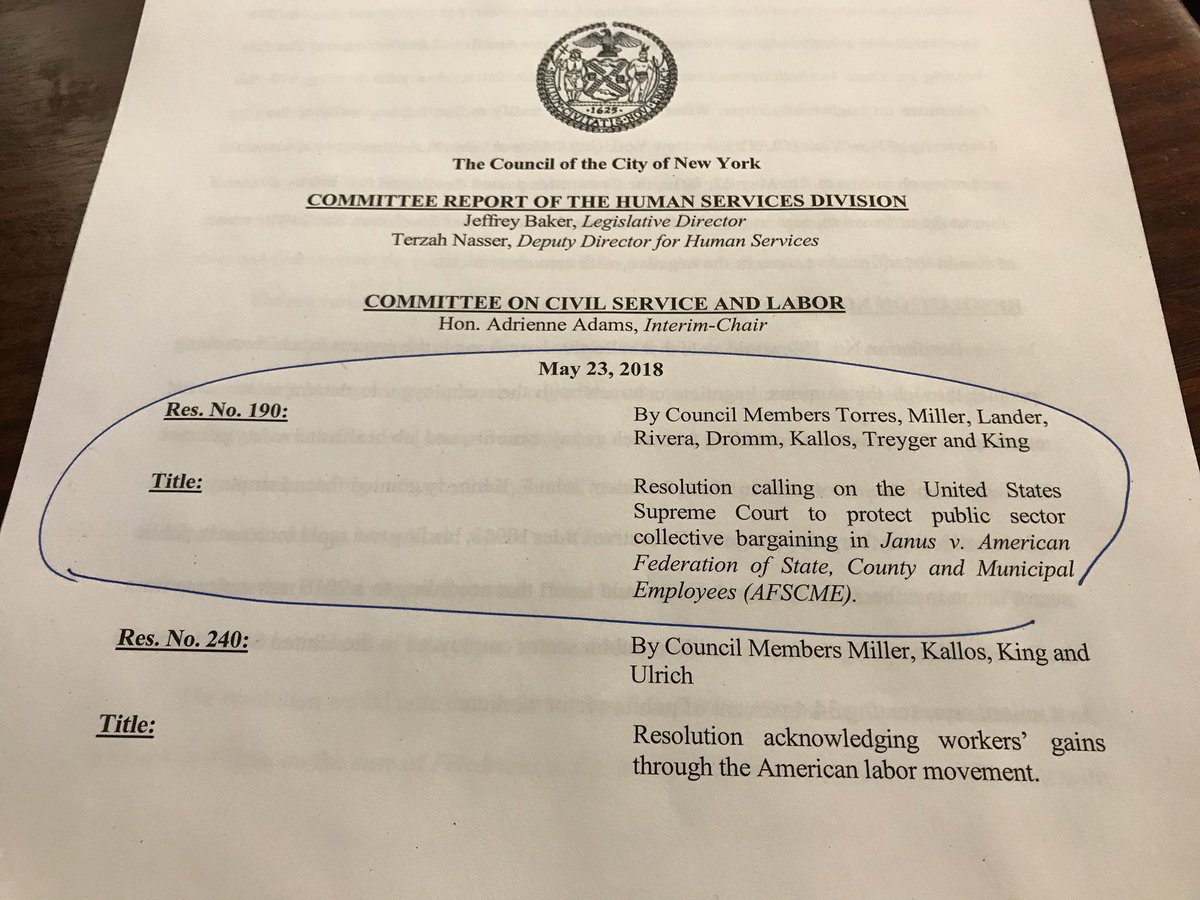 SIGILLVM CIVITATIS NOVI
1625
The Council of the City of New York
COMMITTEE REPORT OF THE HUMAN SERVICES DIVISION
Jeffrey Baker, Legislative Director
Terzah Nasser, Deputy Director for Human Services
COMMITTEE ON CIVIL SERVICE AND LABOR
Hon. Adrienne Adams, Interim-Chair
May 23, 2018
Res. No. 190:
By Council Members Torres, Miller, Lander,
Rivera, Dromm, Kallos, Treyger and King
Title:
Resolution calling on the United States
Supreme Court to protect public sector
collective bargaining in Janus v. American
Federation of State, County and Municipal
Employees (AFSCME).
Res. No. 240:
By Council Members Miller, Kallos, King and
Ulrich
Title:
Resolution acknowledging workers’ gains
through the American labor movement.